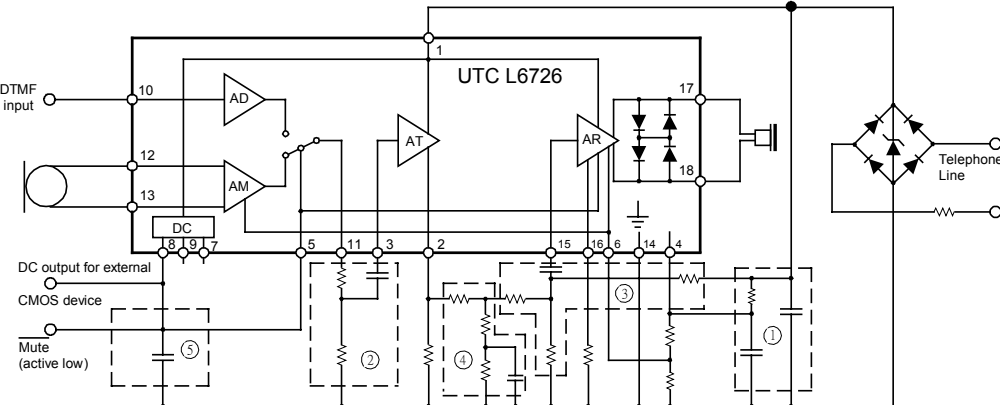 1
UTC L6726
DTMF
input
10
AD
17
AT
AR
12
AM
18
Telephone
Line
13
DC
8 9 7 5 11 3 2 15 16 6 14 4
DC output for external
CMOS device
③
①
Mute
(active low)
⑤
②
④